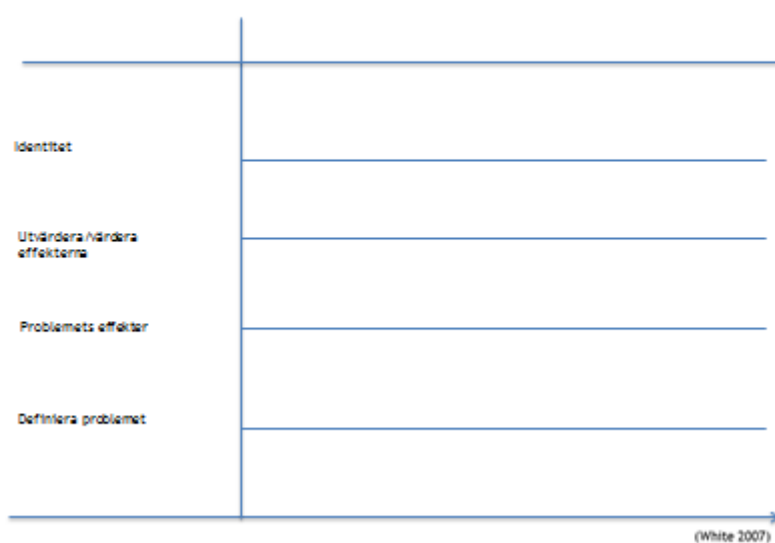 Identitet
Utvärdera/värdera
effekterna
Problemets effekter
Definiera problemet
(White 2007)